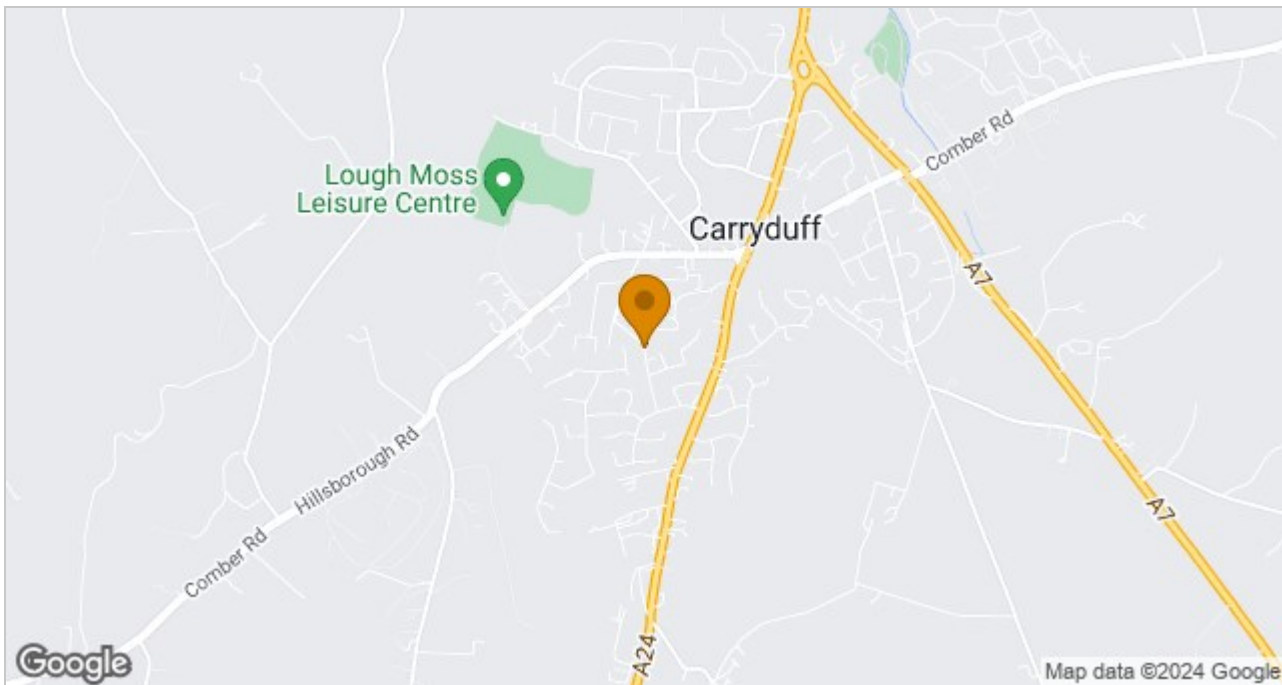 Comber Rd
Lough Moss
Leisure Centre
Carryduff
A7
Hillsborough Rd
A7
Comber Rd
A24
Google
Map data ©2024 Google